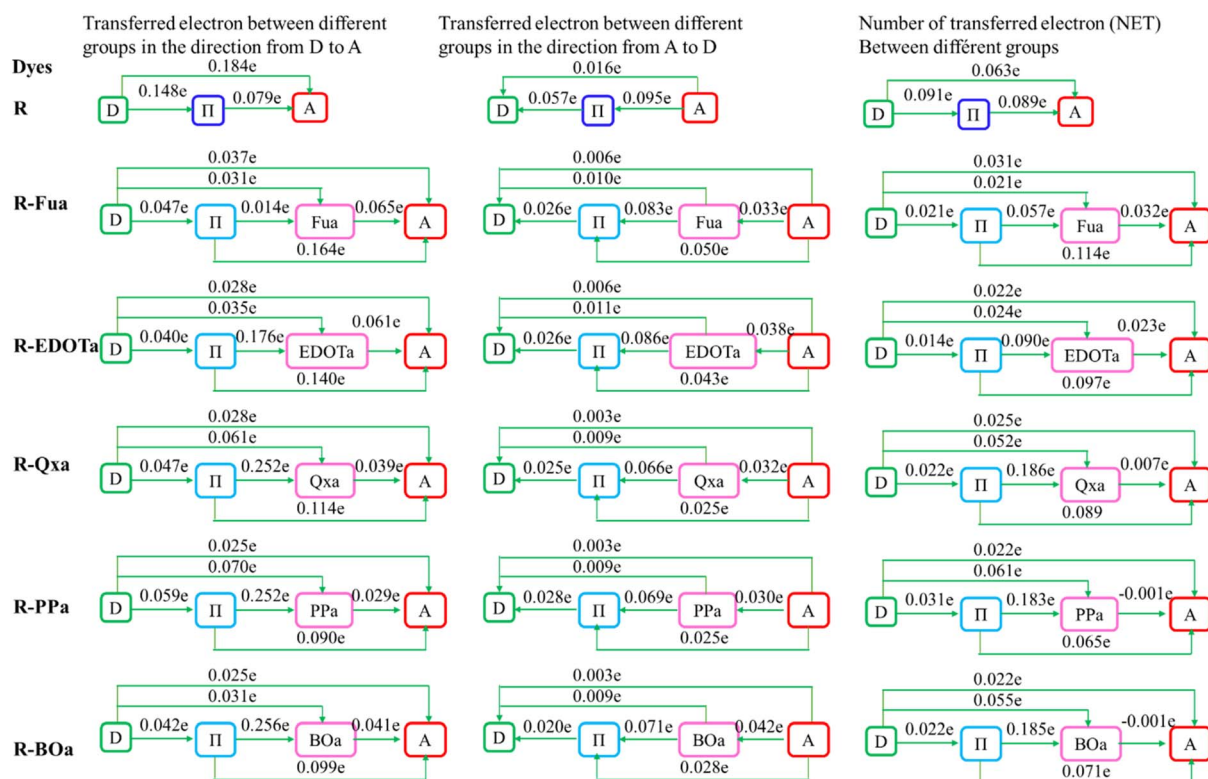 Transferred electron between different
groups in the direction from D to A
Transferred electron between different
groups in the direction from A to D
Number of transferred electron (NET)
Between différent groups
Dyes
R
0.184e
0.148e 0.079e
D Π A
0.016e
0.057e 0.095e
D Π A
0.063e
0.091e 0.089e
D Π A
R-Fua
0.037e
0.031e
0.047e 0.014e 0.065e
D Π Fua A
0.164e
0.006e
0.010e
0.026e 0.083e 0.033e
D Π Fua A
0.050e
0.031e
0.021e
0.021e 0.057e 0.032e
D Π Fua A
0.114e
R-EDOTa
0.028e
0.035e
0.040e 0.176e 0.061e
D Π EDOTa A
0.140e
0.006e
0.011e
0.026e 0.086e 0.038e
D Π EDOTa A
0.043e
0.022e
0.024e
0.014e 0.090e 0.023e
D Π EDOTa A
0.097e
R-Qxa
0.028e
0.061e
0.047e 0.252e 0.039e
D Π Qxa A
0.114e
0.003e
0.009e
0.025e 0.066e 0.032e
D Π Qxa A
0.025e
0.025e
0.052e
0.022e 0.186e 0.007e
D Π Qxa A
0.089
R-PPa
0.025e
0.070e
0.059e 0.252e 0.029e
D Π PPa A
0.090e
0.003e
0.009e
0.028e 0.069e 0.030e
D Π PPa A
0.025e
0.022e
0.061e
0.031e 0.183e -0.001e
D Π PPa A
0.065e
R-BOa
0.025e
0.031e
0.042e 0.256e 0.041e
D Π BOa A
0.099e
0.003e
0.009e
0.020e 0.071e 0.042e
D Π BOa A
0.028e
0.022e
0.055e
0.022e 0.185e -0.001e
D Π BOa A
0.071e